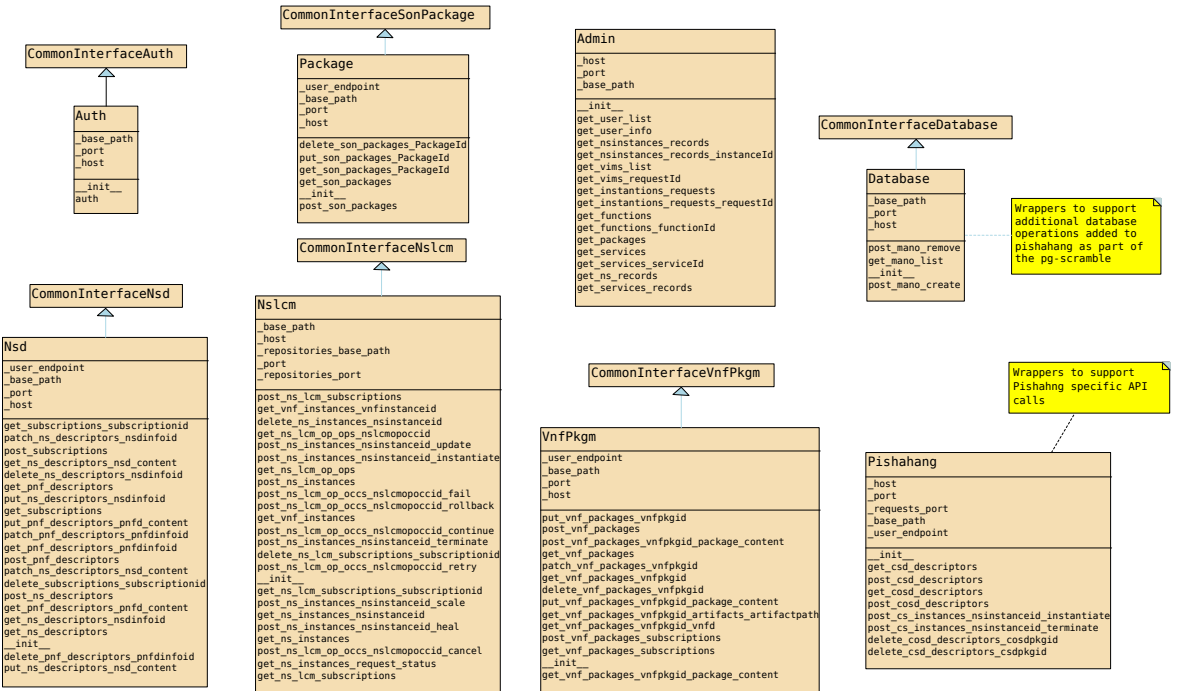 CommonInterfaceAuth
Auth
_base_path
_port
_host
__init__
auth
CommonInterfaceSonPackage
Package
_user_endpoint
_base_path
_port
_host
delete_son_packages_PackageId
put_son_packages_PackageId
get_son_packages_PackageId
get_son_packages
__init__
post_son_packages
Admin
_host
_port
_base_path
__init__
get_user_list
get_user_info
get_nsinstances_records
get_nsinstances_records_instanceId
get_vims_list
get_vims_requestId
get_instantions_requests
get_instantions_requests_requestId
get_functions
get_functions_functionId
get_packages
get_services
get_services_serviceId
get_ns_records
get_services_records
CommonInterfaceDatabase
Database
_base_path
_port
_host
post_mano_remove
get_mano_list
__init__
post_mano_create
Wrappers to support
additional database
operations added to
pishahang as part of
the pg-scramble
CommonInterfaceNsd
Nsd
_user_endpoint
_base_path
_port
_host
get_subscriptions_subscriptionid
patch_ns_descriptors_nsdinfoid
post_subscriptions
get_ns_descriptors_nsd_content
delete_ns_descriptors_nsdinfoid
get_pnf_descriptors
put_ns_descriptors_nsdinfoid
get_subscriptions
put_pnf_descriptors_pnfd_content
patch_pnf_descriptors_pnfdinfoid
get_pnf_descriptors_pnfdinfoid
post_pnf_descriptors
patch_ns_descriptors_nsd_content
delete_subscriptions_subscriptionid
post_ns_descriptors
get_pnf_descriptors_pnfd_content
get_ns_descriptors_nsdinfoid
get_ns_descriptors
__init__
delete_pnf_descriptors_pnfdinfoid
put_ns_descriptors_nsd_content
CommonInterfaceNslcm
Nslcm
_base_path
_host
_repositories_base_path
_port
_repositories_port
post_ns_lcm_subscriptions
get_vnf_instances_vnfinstanceid
delete_ns_instances_nsinstanceid
get_ns_lcm_op_ops_nslcmopoccid
post_ns_instances_nsinstanceid_update
post_ns_instances_nsinstanceid_instantiate
get_ns_lcm_op_ops
post_ns_instances
post_ns_lcm_op_occs_nslcmopoccid_fail
post_ns_lcm_op_occs_nslcmopoccid_rollback
get_vnf_instances
post_ns_lcm_op_occs_nslcmopoccid_continue
post_ns_instances_nsinstanceid_terminate
delete_ns_lcm_subscriptions_subscriptionid
post_ns_lcm_op_occs_nslcmopoccid_retry
__init__
get_ns_lcm_subscriptions_subscriptionid
post_ns_instances_nsinstanceid_scale
get_ns_instances_nsinstanceid
post_ns_instances_nsinstanceid_heal
get_ns_instances
post_ns_lcm_op_occs_nslcmopoccid_cancel
get_ns_instances_request_status
get_ns_lcm_subscriptions
CommonInterfaceVnfPkgm
VnfPkgm
_user_endpoint
_base_path
_port
_host
put_vnf_packages_vnfpkgid
post_vnf_packages
post_vnf_packages_vnfpkgid_package_content
get_vnf_packages
patch_vnf_packages_vnfpkgid
get_vnf_packages_vnfpkgid
delete_vnf_packages_vnfpkgid
put_vnf_packages_vnfpkgid_package_content
get_vnf_packages_vnfpkgid_artifacts_artifactpath
get_vnf_packages_vnfpkgid_vnfd
post_vnf_packages_subscriptions
get_vnf_packages_subscriptions
__init__
get_vnf_packages_vnfpkgid_package_content
Wrappers to support
Pishahng specific API
calls
Pishahang
_host
_port
_requests_port
_base_path
_user_endpoint
__init__
get_csd_descriptors
post_csd_descriptors
get_cosd_descriptors
post_cosd_descriptors
post_cs_instances_nsinstanceid_instantiate
post_cs_instances_nsinstanceid_terminate
delete_cosd_descriptors_cosdpkgid
delete_csd_descriptors_csdpkgid